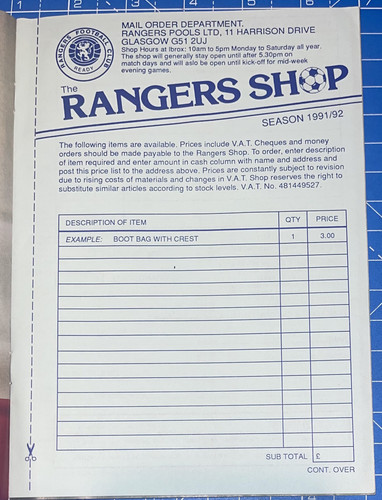 RANGERS FOOTBALL CLUB
READY
MAIL ORDER DEPARTMENT.
RANGERS POOLS LTD, 11 HARRISON DRIVE
GLASGOW G51 2UJ
Shop Hours at Ibrox: 10am to 5pm Monday to Saturday all year.
The shop will generally stay open until after 5.30pm on
match days and will aslo be open until kick-off for mid-week
evening games.
The
RANGERS SHOP
SEASON 1991/92
The following items are available. Prices include V.A.T. Cheques and money
orders should be made payable to the Rangers Shop. To order, enter description
of item required and enter amount in cash column with name and address and
post this price list to the address above. Prices are constantly subject to revision
due to rising costs of materials and changes in V.A.T. Shop reserves the right to
substitute similar articles according to stock levels. V.A.T. No. 481449527.
DESCRIPTION OF ITEM QTY PRICE
EXAMPLE: BOOT BAG WITH CREST 1 3.00
SUB TOTAL £
CONT. OVER